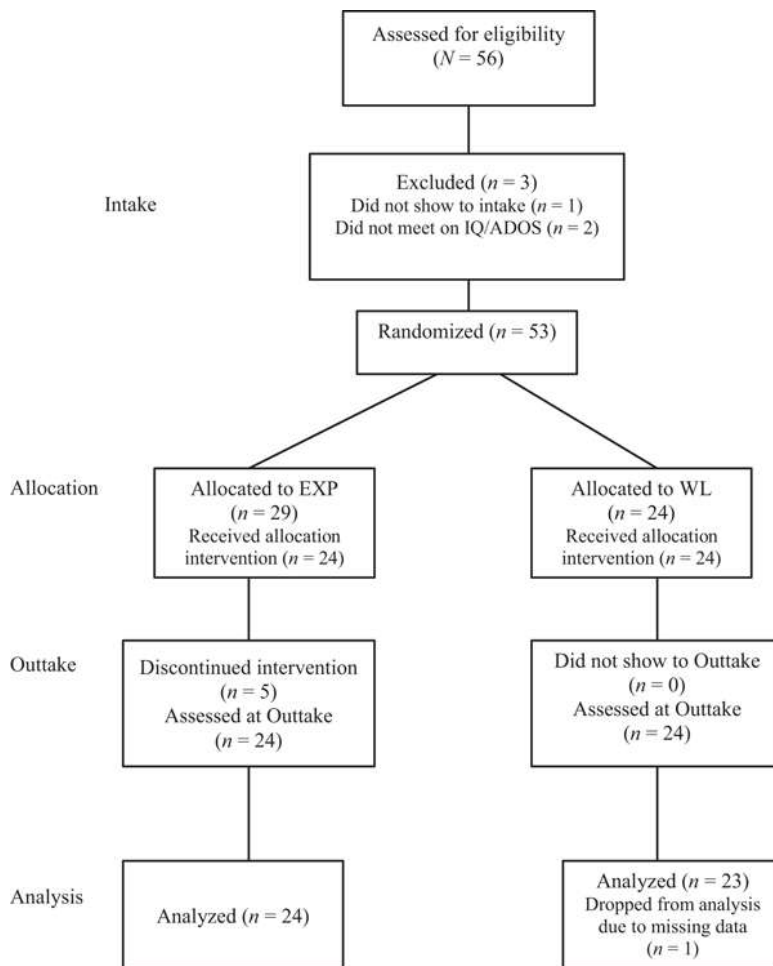 Assessed for eligibility
(N = 56)
Intake
Excluded (n = 3)
Did not show to intake (n = 1)
Did not meet on IQ/ADOS (n = 2)
Randomized (n = 53)
Allocation
Allocated to EXP
(n = 29)
Received allocation
intervention (n = 24)
Allocated to WL
(n = 24)
Received allocation
intervention (n = 24)
Outtake
Discontinued intervention
(n = 5)
Assessed at Outtake
(n = 24)
Did not show to Outtake
(n = 0)
Assessed at Outtake
(n = 24)
Analysis
Analyzed (n = 24)
Analyzed (n = 23)
Dropped from analysis
due to missing data
(n = 1)